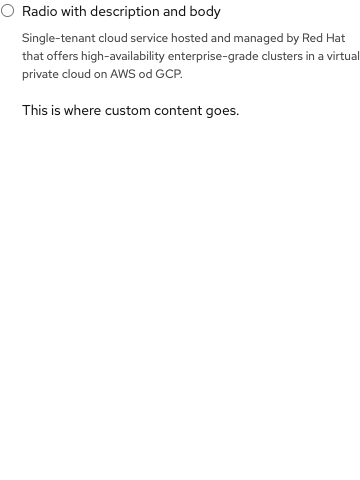 Radio with description and body
Single-tenant cloud service hosted and managed by Red Hat
that offers high-availability enterprise-grade clusters in a virtual
private cloud on AWS od GCP.
This is where custom content goes.